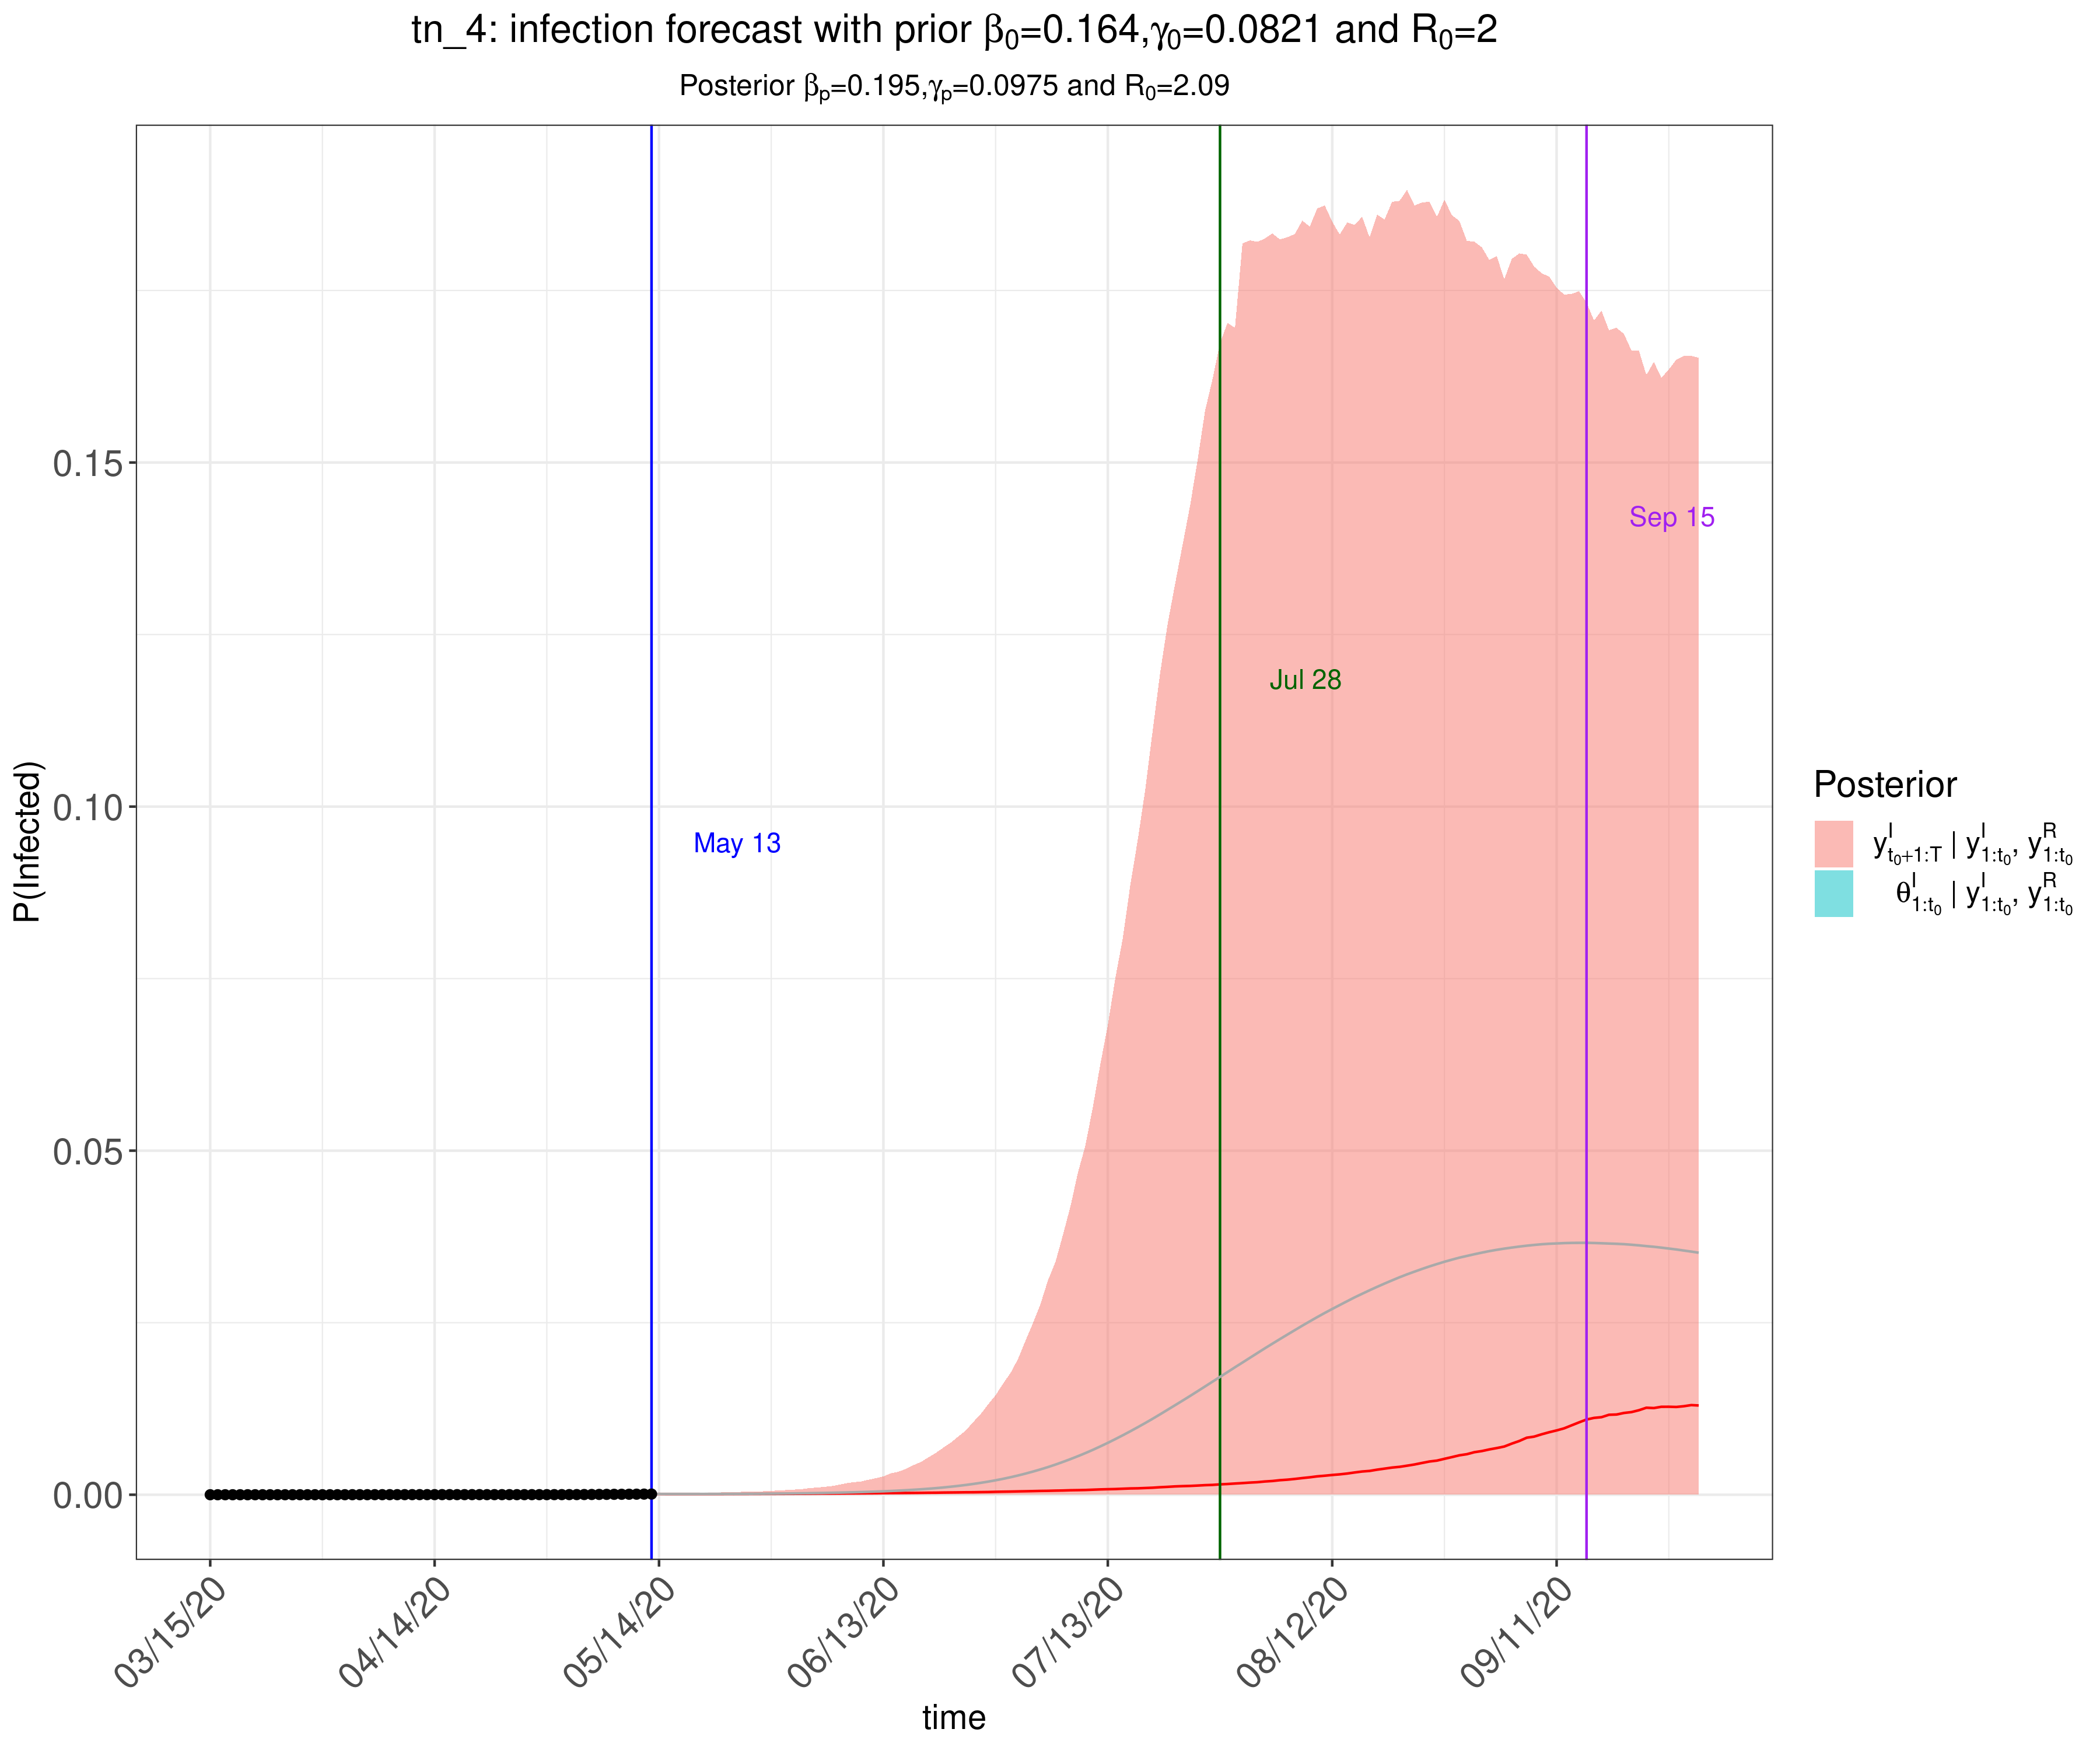 tn_4: infection forecast with prior β₀=0.164,γ₀=0.0821 and R₀=2
Posterior βₚ=0.195,γₚ=0.0975 and R₀=2.09
P(Infected)
0.15
0.10
0.05
0.00
May 13
Jul 28
Sep 15
03/15/20
04/14/20
05/14/20
06/13/20
07/13/20
08/12/20
09/11/20
time
Posterior
y^I_{t₀+1:T} | y^I_{1:t₀}, y^R_{1:t₀}
θ^I_{1:t₀} | y^I_{1:t₀}, y^R_{1:t₀}